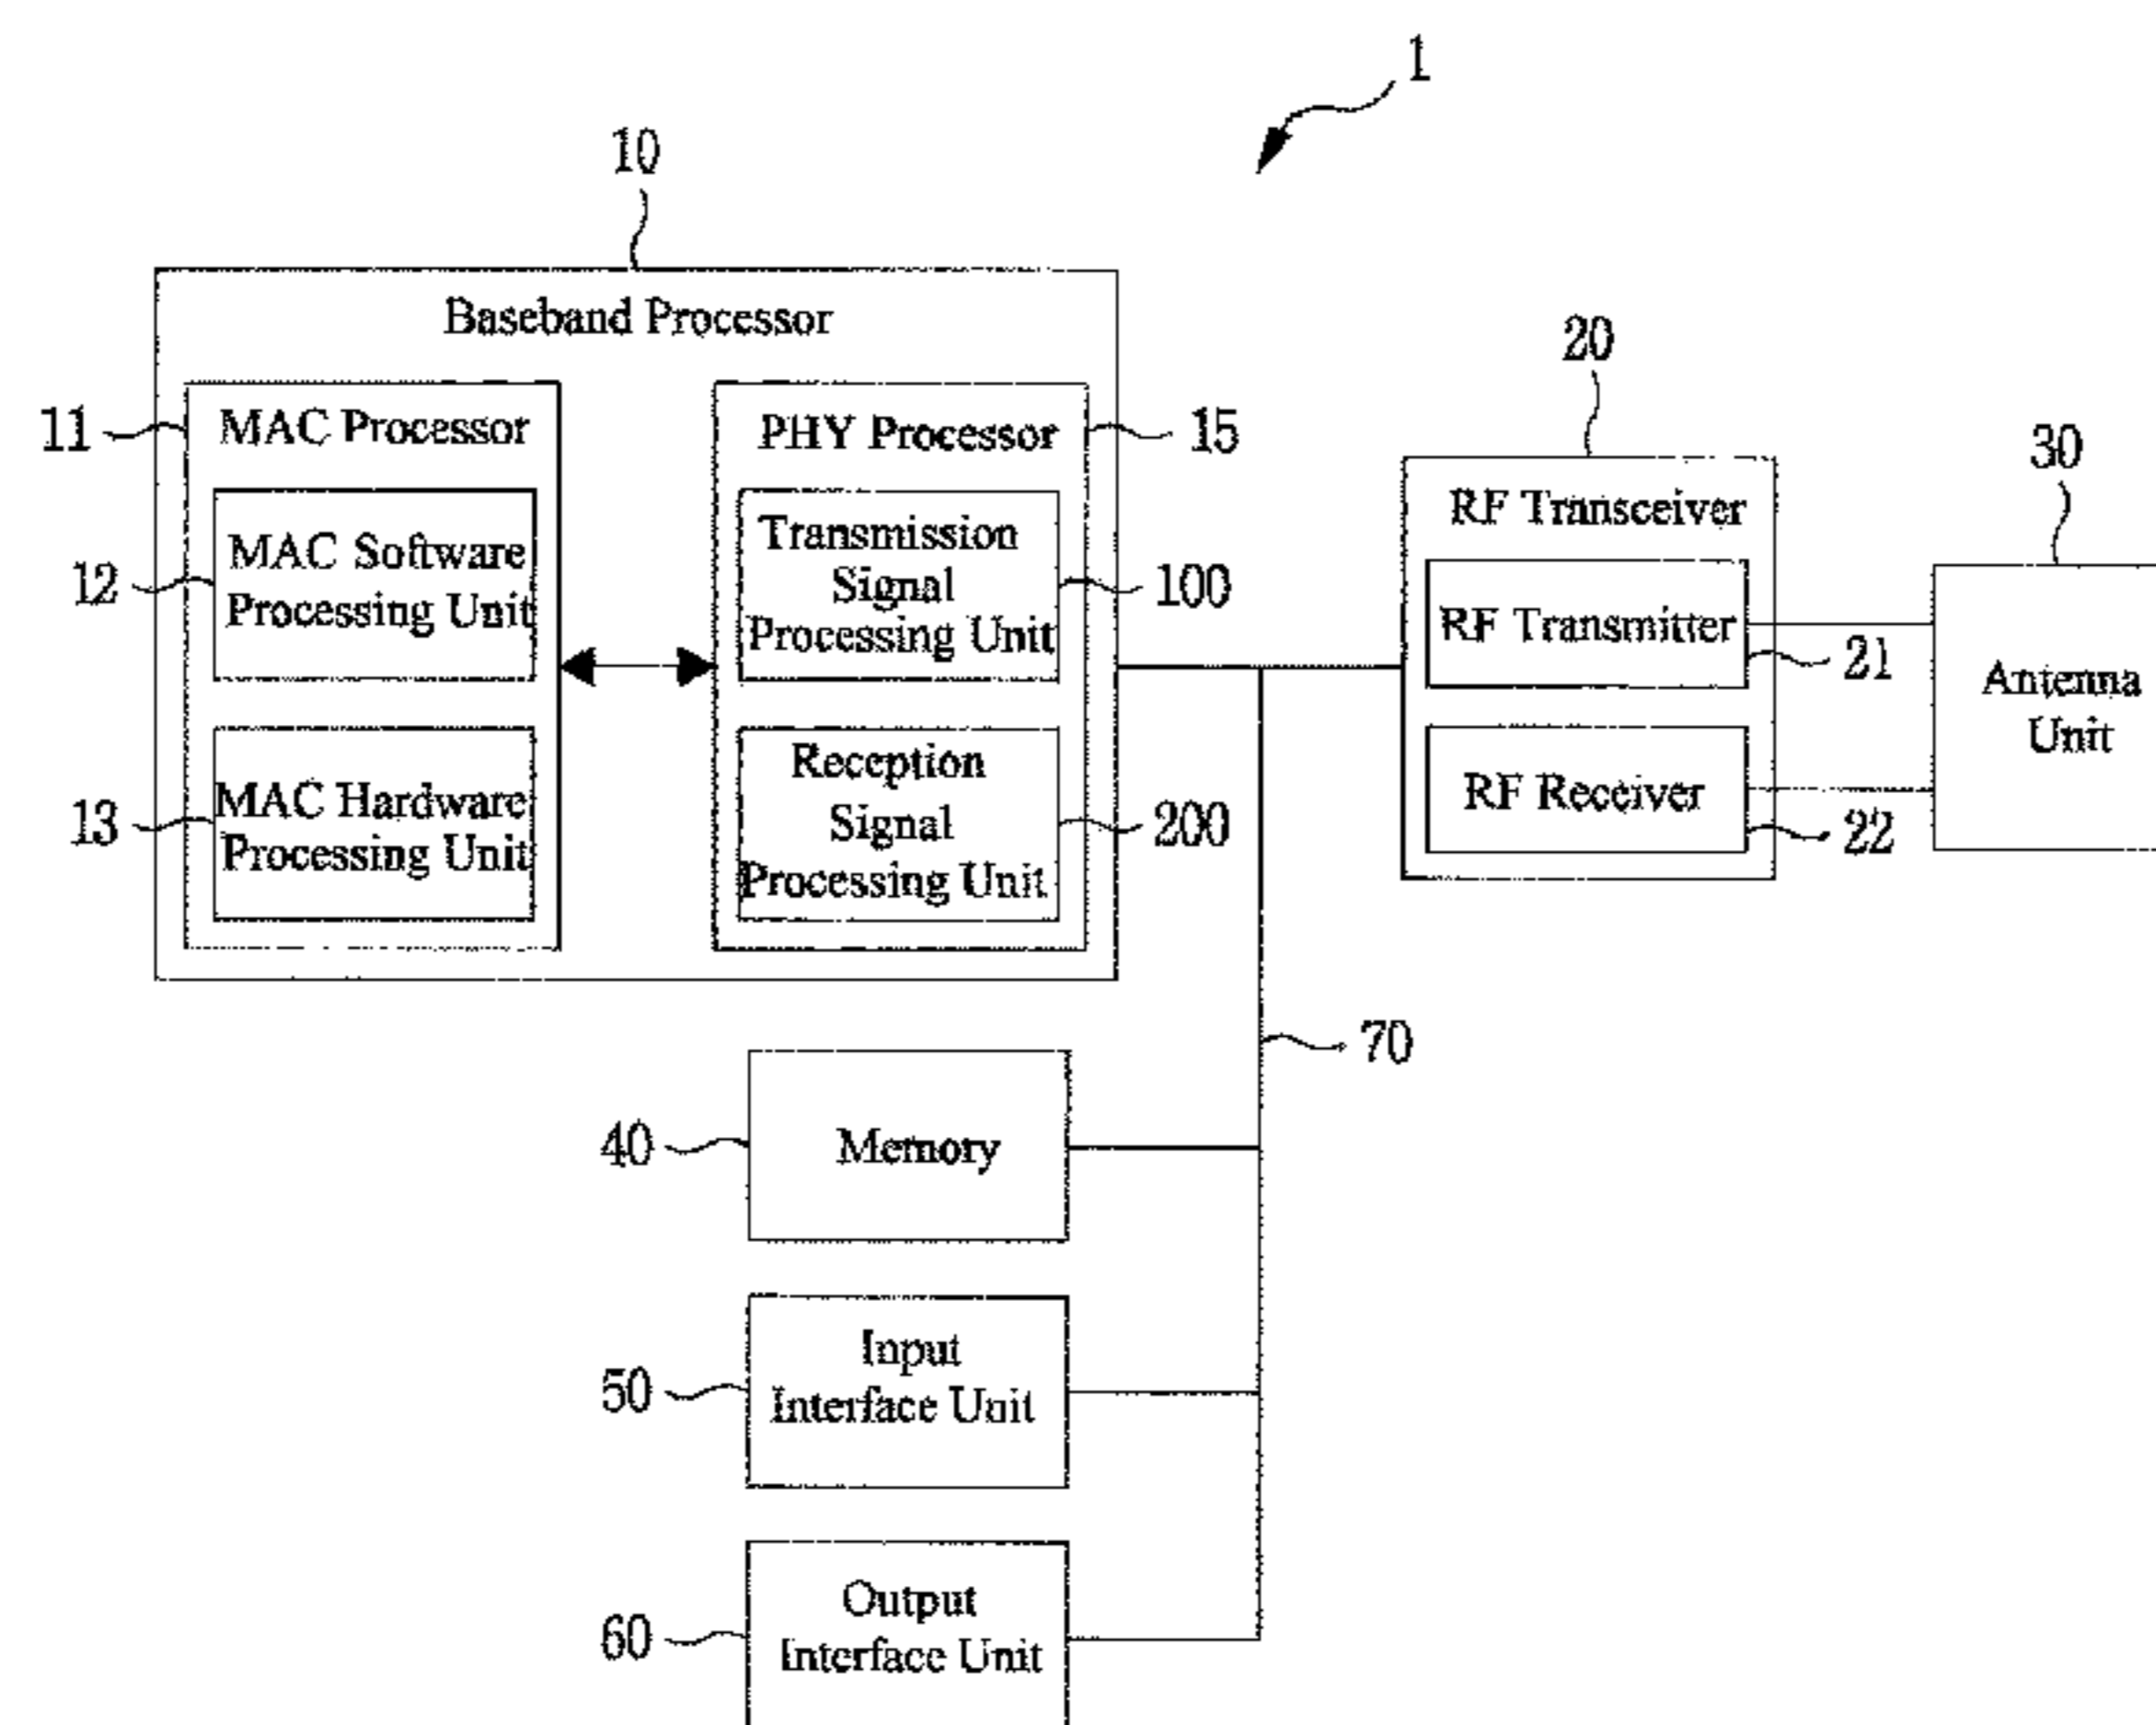 1
10
Baseband Processor
11
MAC Processor
12
MAC Software
Processing Unit
13
MAC Hardware
Processing Unit
PHY Processor
15
Transmission
Signal
Processing Unit
100
Reception
Signal
Processing Unit
200
20
RF Transceiver
RF Transmitter
21
RF Receiver
22
30
Antenna
Unit
70
40
Memory
50
Input
Interface Unit
60
Output
Interface Unit